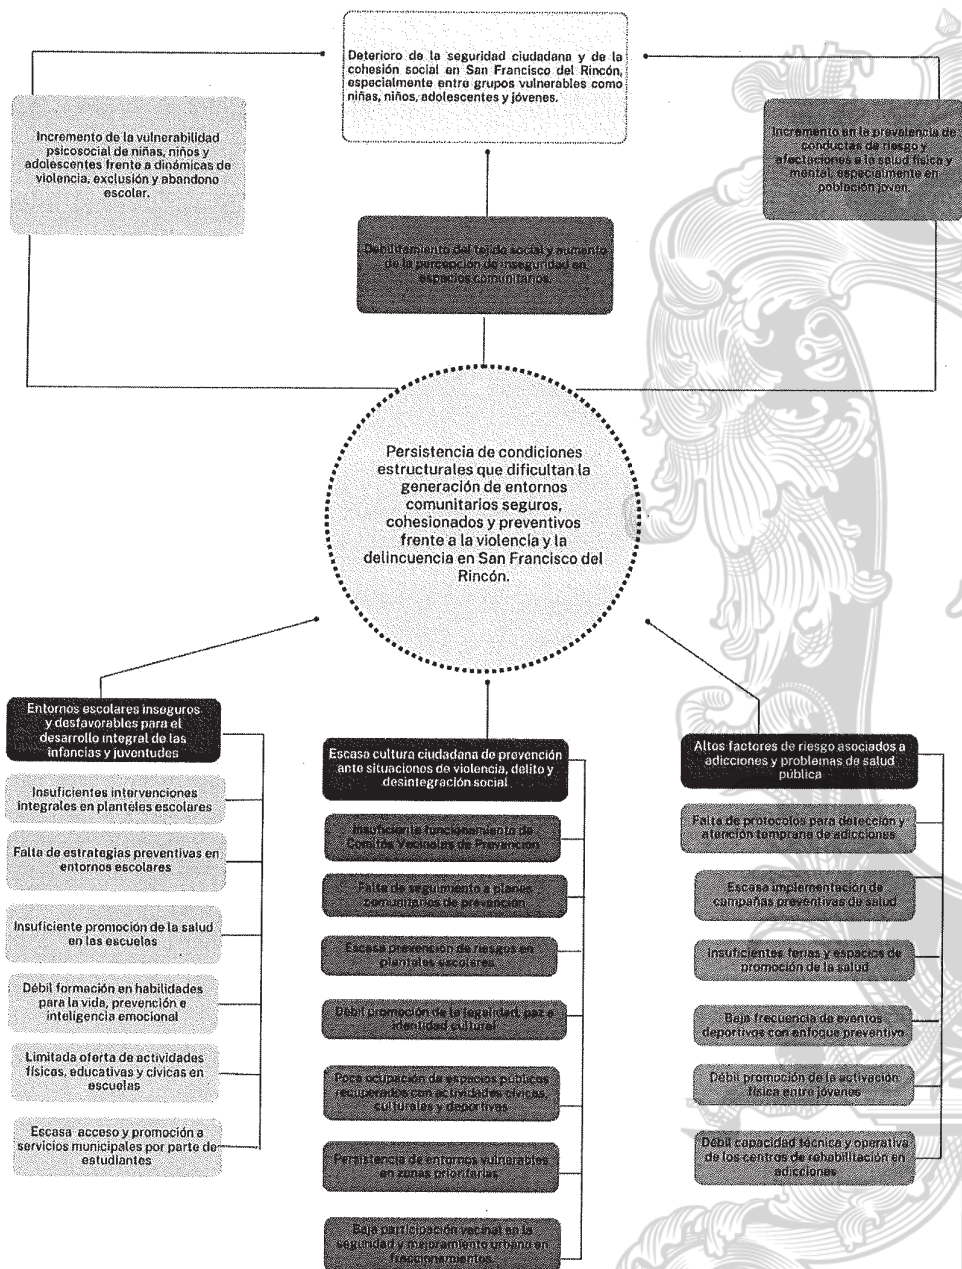 Deterioro de la seguridad ciudadana y de la
cohesión social en San Francisco del Rincón,
especialmente entre grupos vulnerables como
niñas, niños, adolescentes y jóvenes.
Incremento de la vulnerabilidad
psicosocial de niñas, niños y
adolescentes frente a dinámicas de
violencia, exclusión y abandono
escolar.
Incremento en la prevalencia de
conductas de riesgo y
afectaciones a la salud física y
mental, especialmente en
población joven.
Debilitamiento del tejido social y aumento
de la percepción de inseguridad en
espacios comunitarios.
Persistencia de condiciones
estructurales que dificultan la
generación de entornos
comunitarios seguros,
cohesionados y preventivos
frente a la violencia y la
delincuencia en San Francisco del
Rincón.
Entornos escolares inseguros
y desfavorables para el
desarrollo integral de las
infancias y juventudes
Insuficientes intervenciones
integrales en planteles escolares
Falta de estrategias preventivas en
entornos escolares
Insuficiente promoción de la salud
en las escuelas
Débil formación en habilidades
para la vida, prevención e
inteligencia emocional
Limitada oferta de actividades
físicas, educativas y cívicas en
escuelas
Escasa acceso y promoción a
servicios municipales por parte de
estudiantes
Escasa cultura ciudadana de prevención
ante situaciones de violencia, delito y
desintegración social
Insuficiente funcionamiento de
Comités Vecinales de Prevención
Falta de seguimiento a planes
comunitarios de prevención
Escasa prevención de riesgos en
planteles escolares
Débil promoción de la legalidad, paz e
identidad cultural
Poca ocupación de espacios públicos
recuperados con actividades cívicas,
culturales y deportivas
Persistencia de entornos vulnerables
en zonas prioritarias
Baja participación vecinal en la
seguridad y mejoramiento urbano en
fraccionamientos.
Altos factores de riesgo asociados a
adicciones y problemas de salud
pública
Falta de protocolos para detección y
atención temprana de adicciones
Escasa implementación de
campañas preventivas de salud
Insuficientes ferias y espacios de
promoción de la salud
Baja frecuencia de eventos
deportivos con enfoque preventivo
Débil promoción de la activación
física entre jóvenes
Débil capacidad técnica y operativa
de los centros de rehabilitación en
adicciones